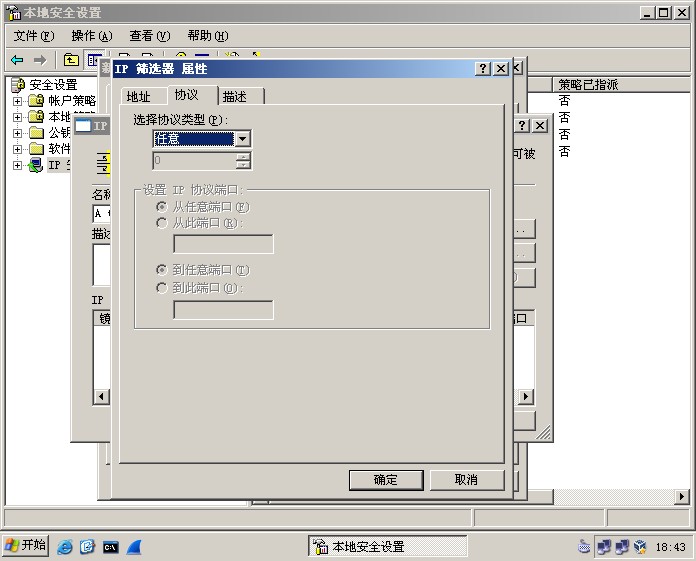 本地安全设置
文件(F) 操作(A) 查看(V) 帮助(H)
安全设置
帐户策略
本地
公钥
软件
IP
策略已指派
否
否
否
否
IP
可被
名称
A
描述
IP
端口
IP 筛选器 属性
地址 协议 描述
选择协议类型(P):
任意
0
设置 IP 协议端口:
从任意端口(F)
从此端口(R):
到任意端口(T)
到此端口(O):
确定 取消
开始
本地安全设置
18:43